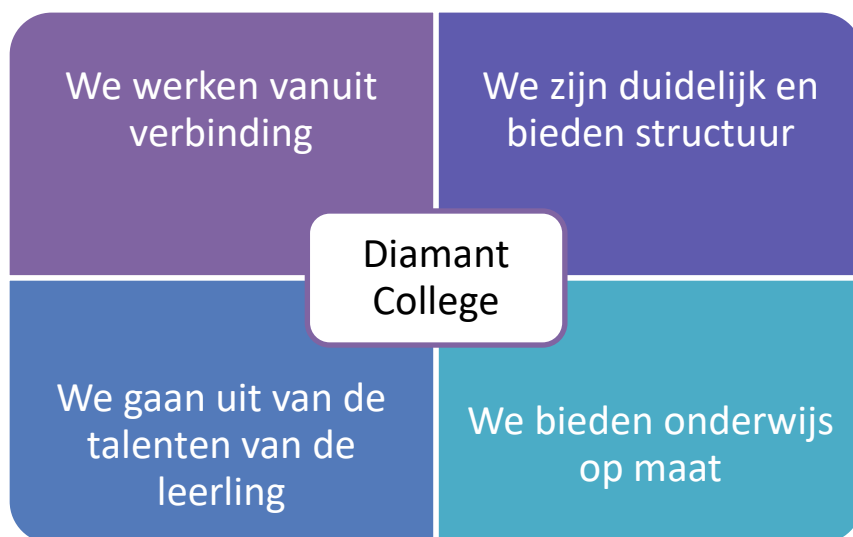 We werken vanuit
verbinding
We zijn duidelijk en
bieden structuur
Diamant
College
We gaan uit van de
talenten van de
leerling
We bieden onderwijs
op maat